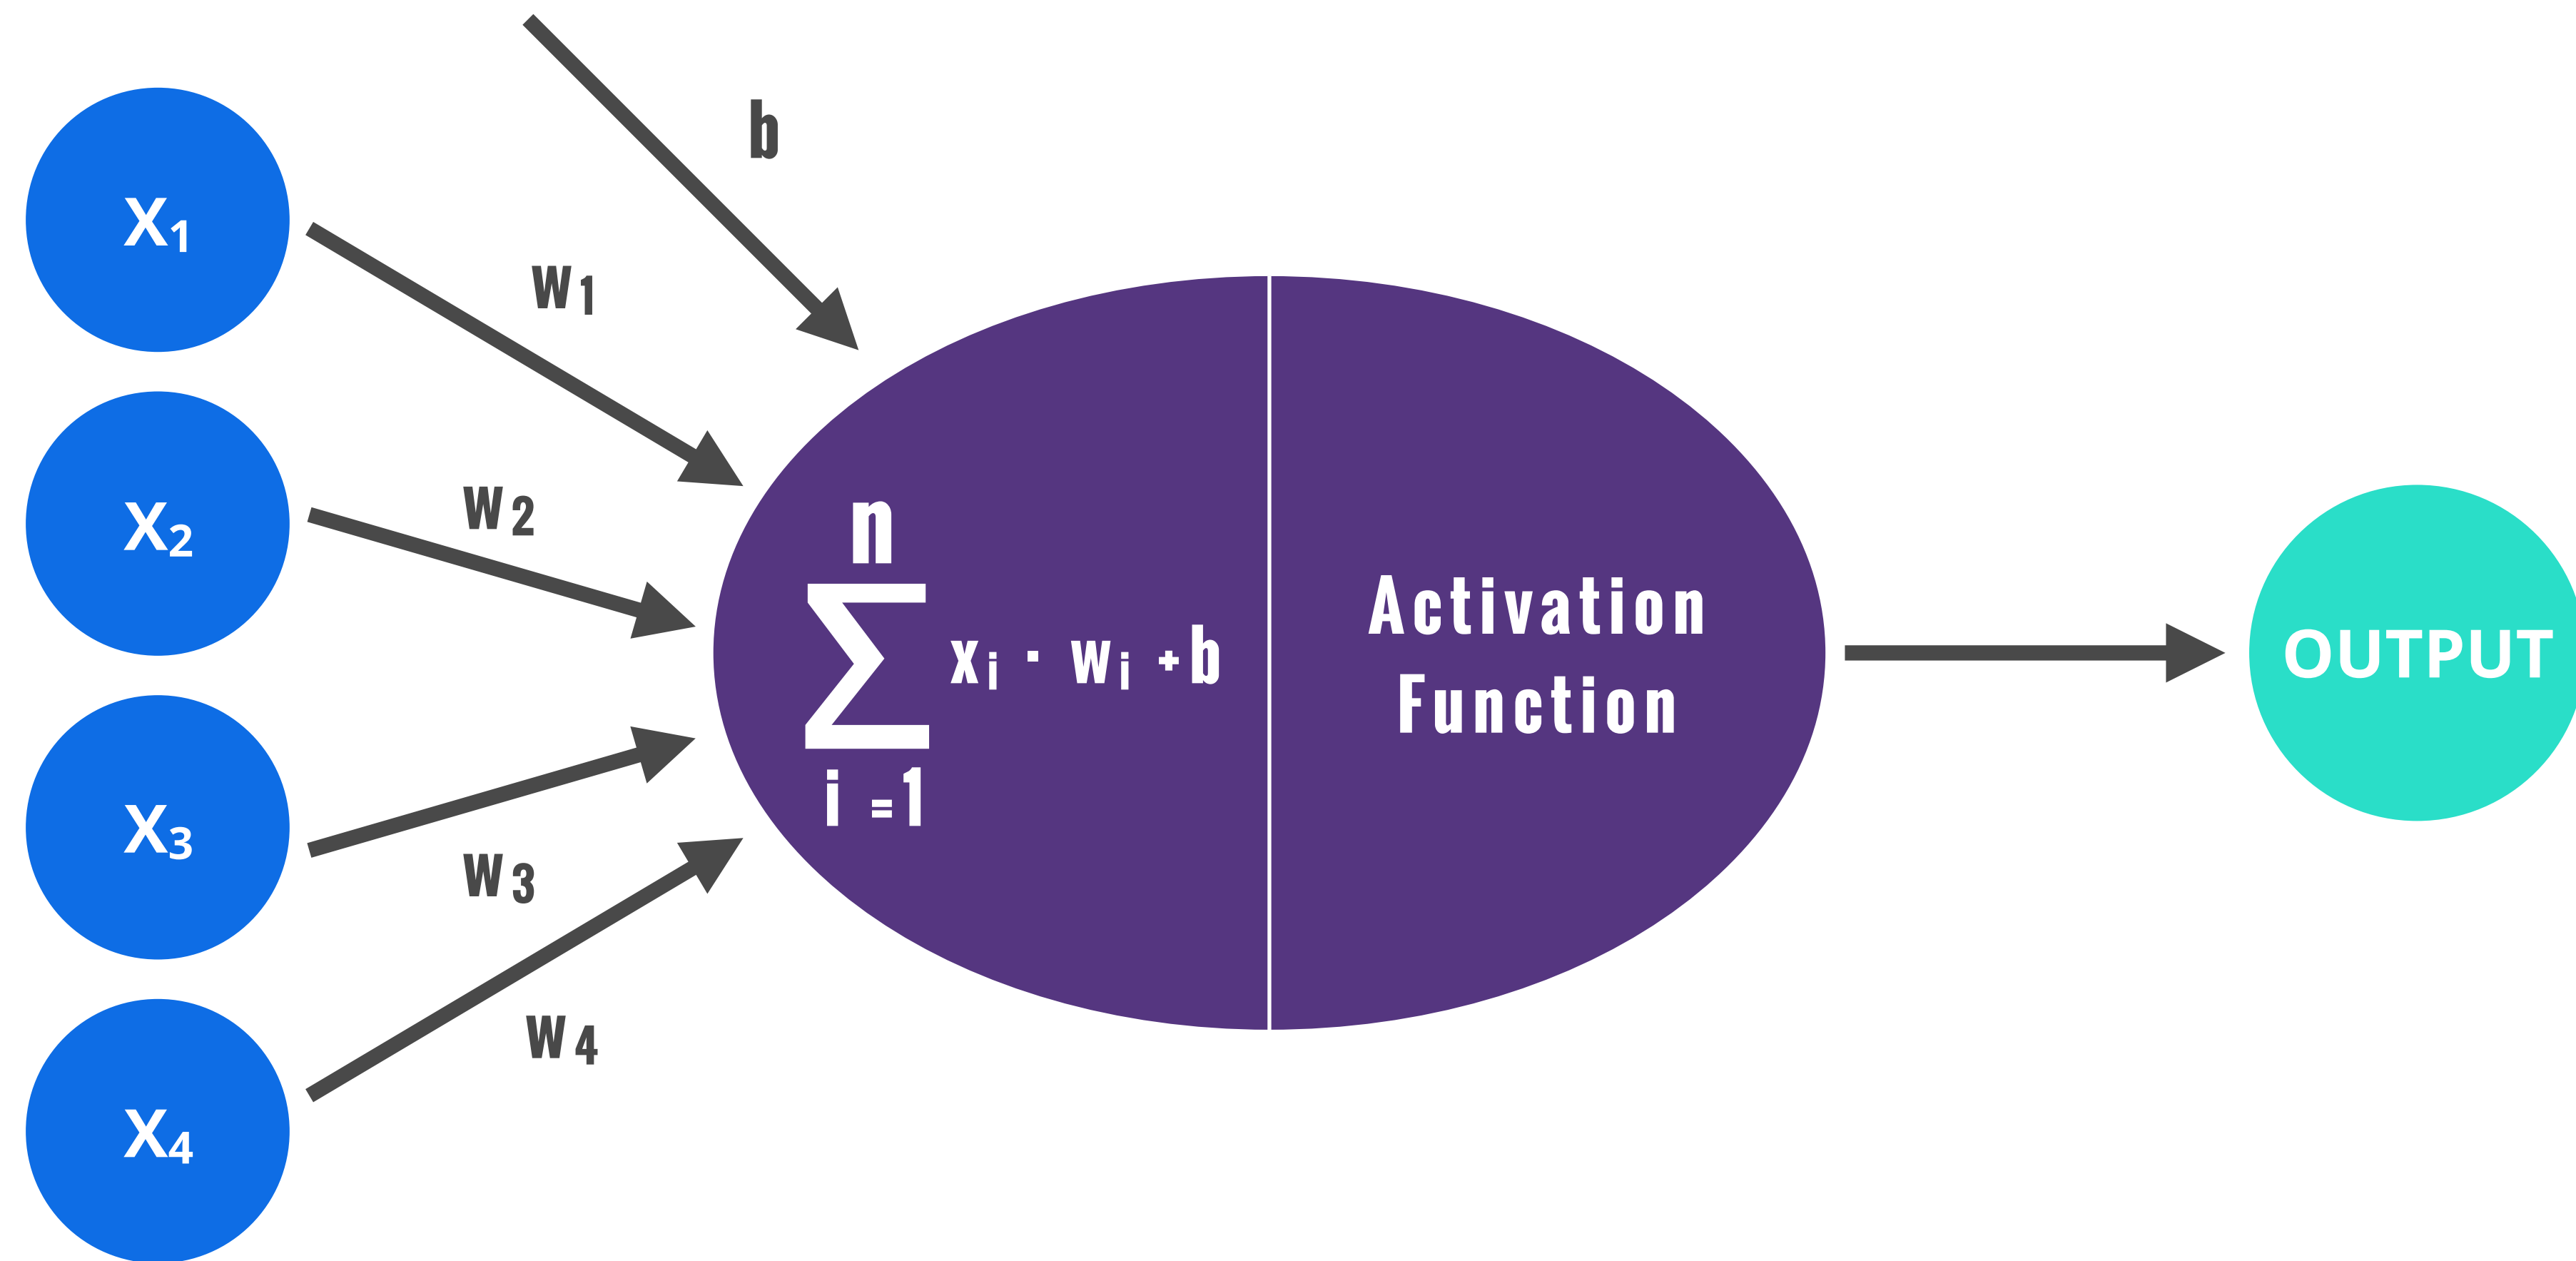 b
X₁
w₁
X₂
w₂
n
∑ xᵢ · wᵢ +b
i =1
Activation
Function
OUTPUT
X₃
w₃
X₄
w₄